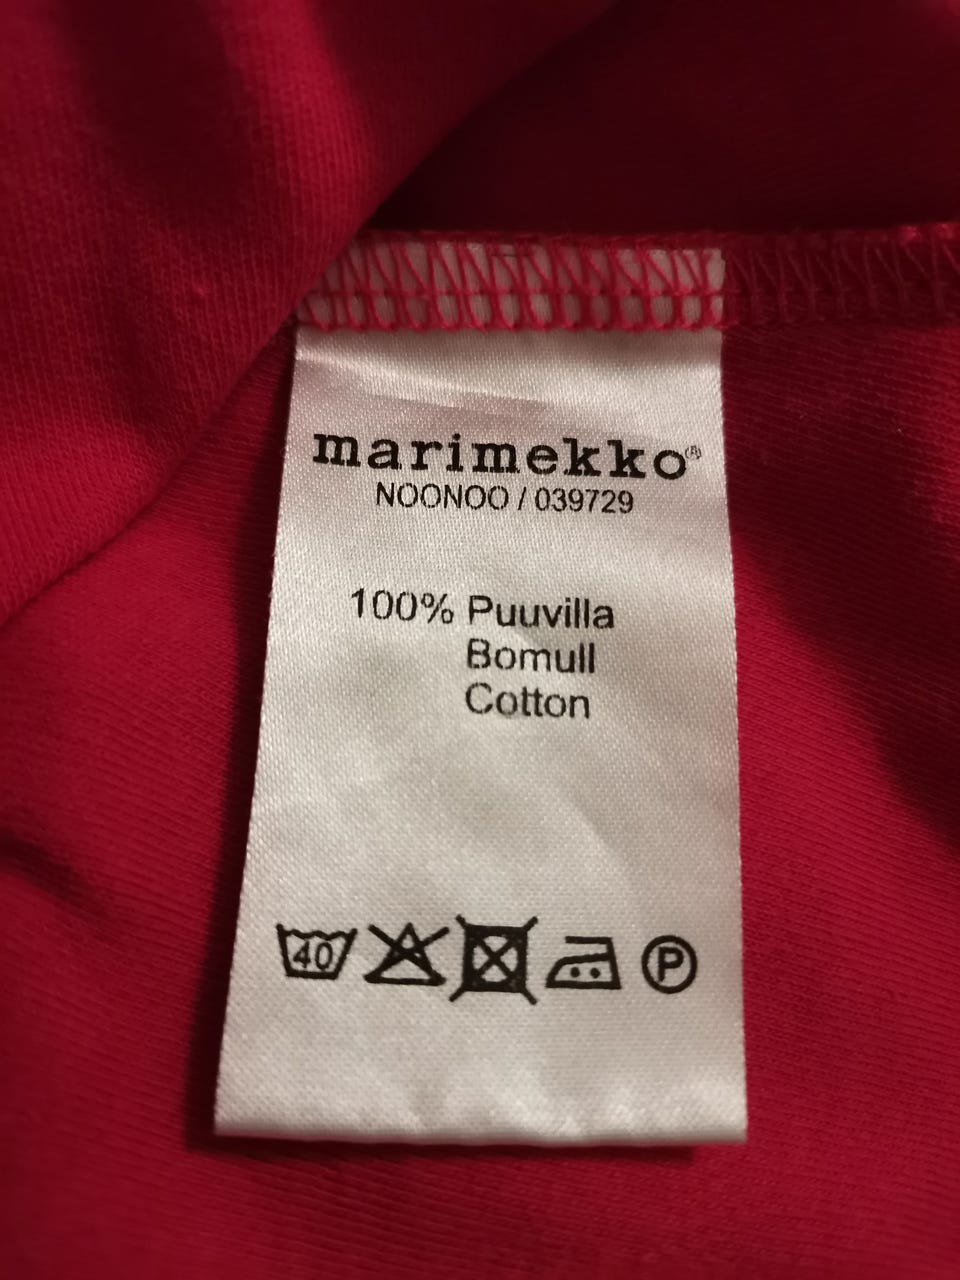 marimekko®
NOONOO / 039729
100% Puuvilla
Bomull
Cotton
40 P